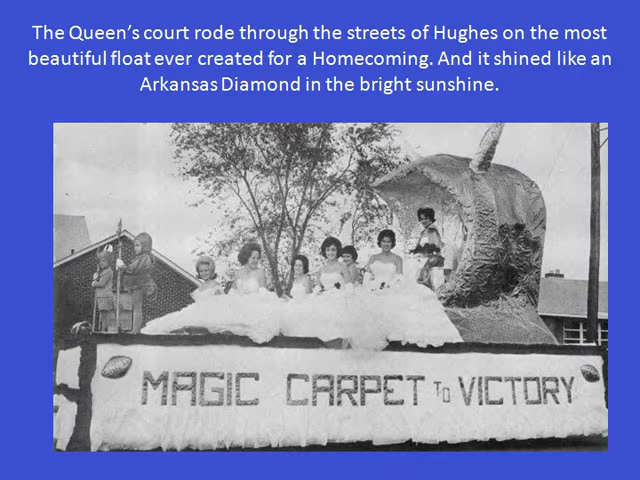 The Queen’s court rode through the streets of Hughes on the most
beautiful float ever created for a Homecoming. And it shined like an
Arkansas Diamond in the bright sunshine.
MAGIC CARPET TO VICTORY